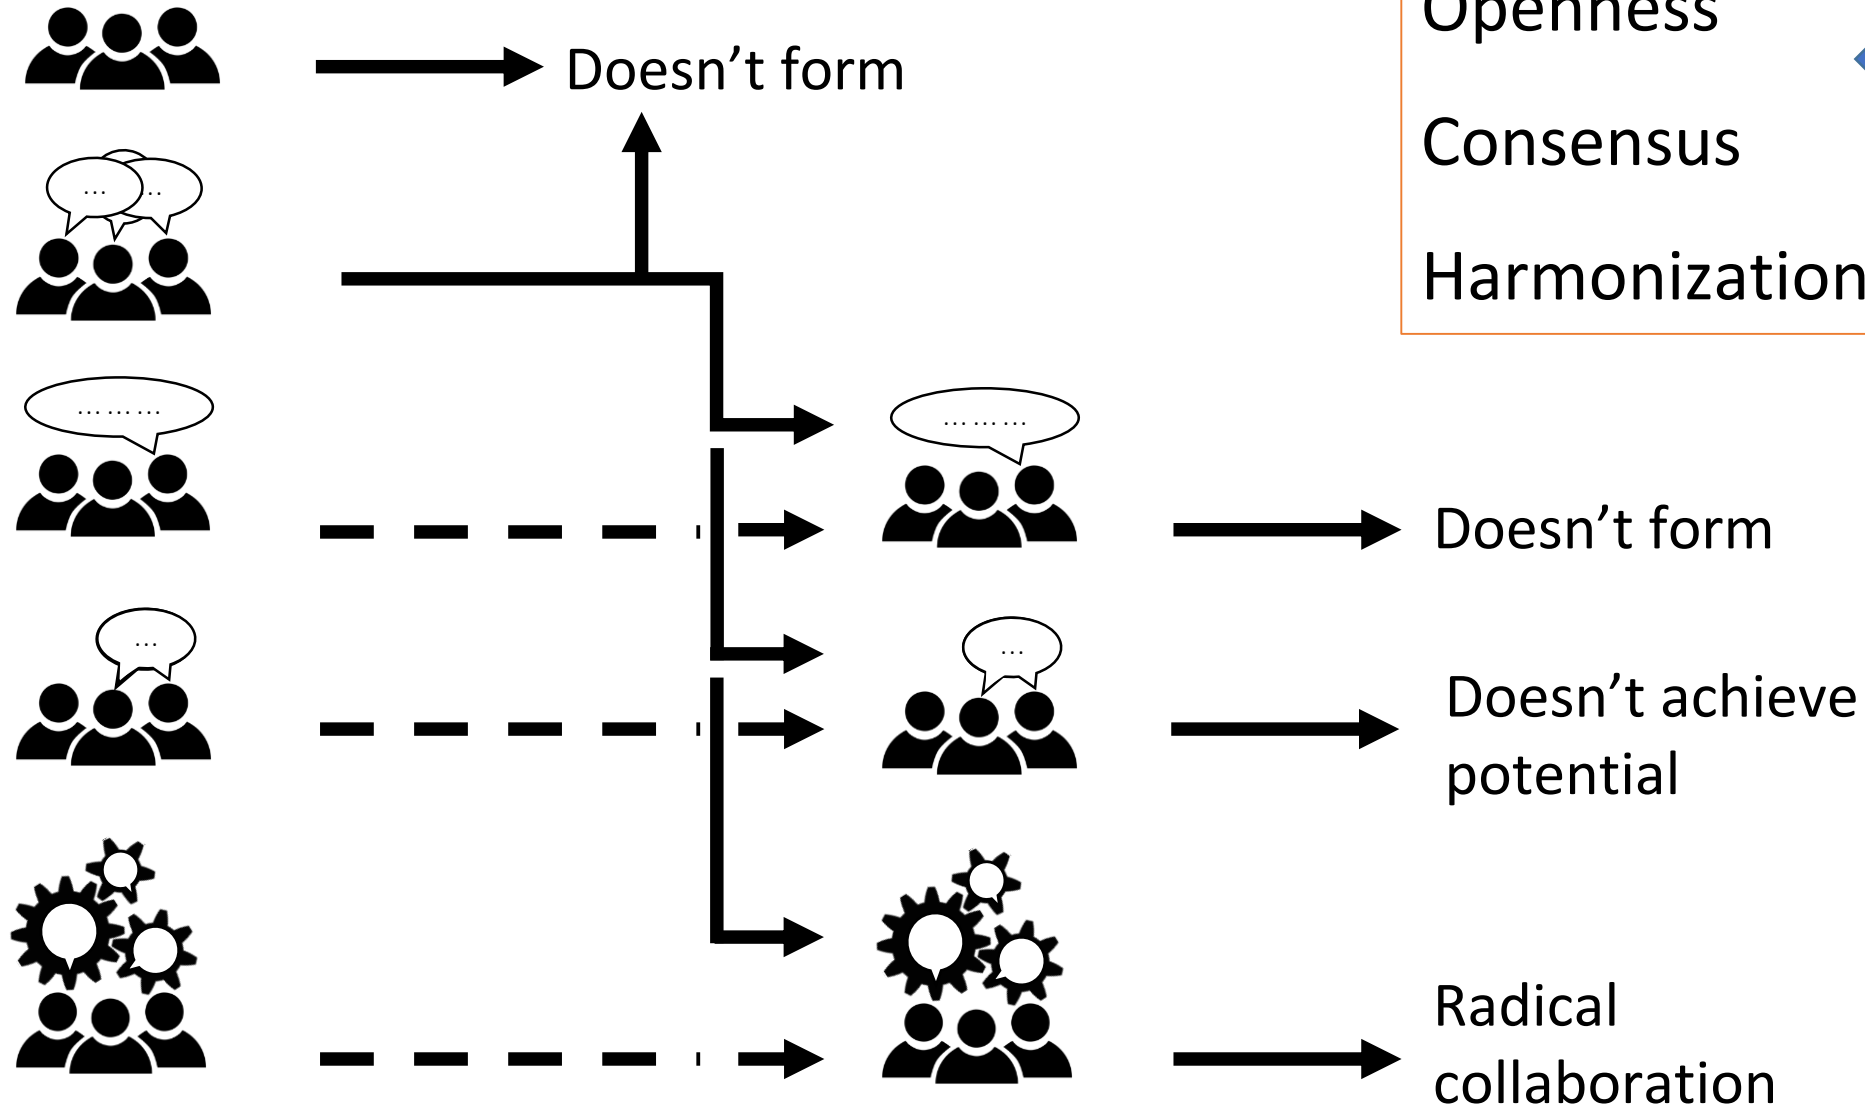 Openness
Doesn’t form
Consensus
... ..
Harmonization
... ... ...
... ... ...
Doesn’t form
...
...
Doesn’t achieve
potential
Radical
collaboration